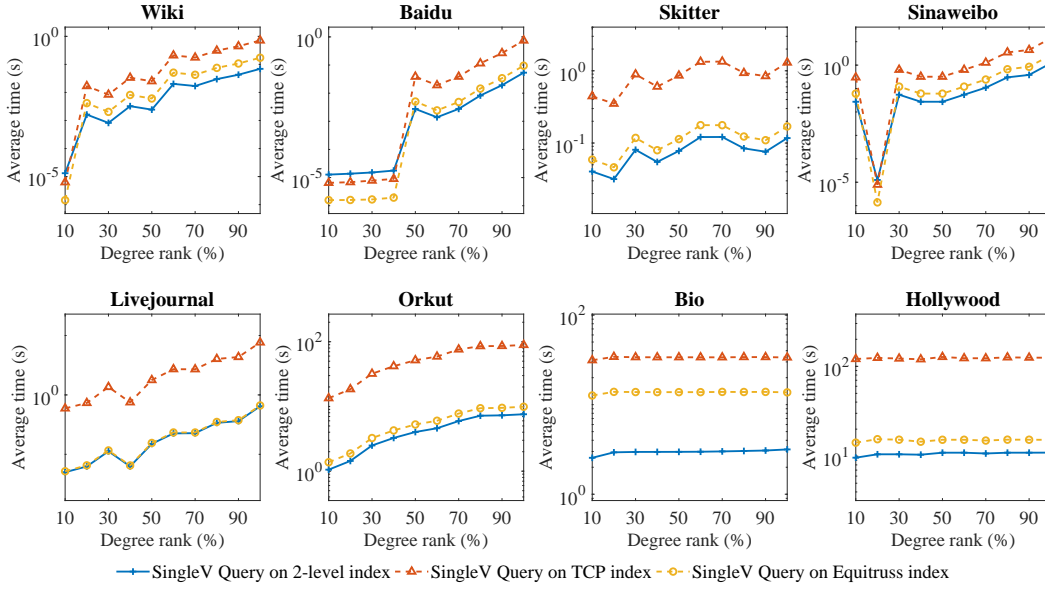 Wiki
Baidu
Skitter
Sinaweibo
Average time (s)
10^0
10^-5
10 30 50 70 90
Degree rank (%)
Average time (s)
10^0
10^-5
10 30 50 70 90
Degree rank (%)
Average time (s)
10^0
10^-1
10 30 50 70 90
Degree rank (%)
Average time (s)
10^0
10^-5
10 30 50 70 90
Degree rank (%)
Livejournal
Orkut
Bio
Hollywood
Average time (s)
10^0
10 30 50 70 90
Degree rank (%)
Average time (s)
10^2
10^0
10 30 50 70 90
Degree rank (%)
Average time (s)
10^2
10^0
10 30 50 70 90
Degree rank (%)
Average time (s)
10^2
10^1
10 30 50 70 90
Degree rank (%)
SingleV Query on 2-level index SingleV Query on TCP index SingleV Query on Equitruss index